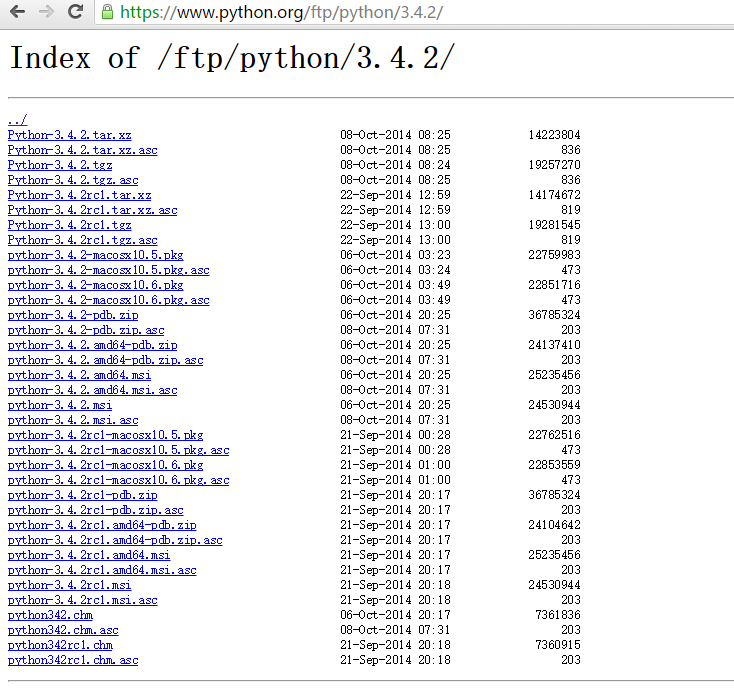 https://www.python.org/ftp/python/3.4.2/
Index of /ftp/python/3.4.2/
../
Python-3.4.2.tar.xz 08-Oct-2014 08:25 14223804
Python-3.4.2.tar.xz.asc 08-Oct-2014 08:25 836
Python-3.4.2.tgz 08-Oct-2014 08:24 19257270
Python-3.4.2.tgz.asc 08-Oct-2014 08:25 836
Python-3.4.2rc1.tar.xz 22-Sep-2014 12:59 14174672
Python-3.4.2rc1.tar.xz.asc 22-Sep-2014 12:59 819
Python-3.4.2rc1.tgz 22-Sep-2014 13:00 19281545
Python-3.4.2rc1.tgz.asc 22-Sep-2014 13:00 819
python-3.4.2-macosx10.5.pkg 06-Oct-2014 03:23 22759983
python-3.4.2-macosx10.5.pkg.asc 06-Oct-2014 03:24 473
python-3.4.2-macosx10.6.pkg 06-Oct-2014 03:49 22851716
python-3.4.2-macosx10.6.pkg.asc 06-Oct-2014 03:49 473
python-3.4.2-pdb.zip 06-Oct-2014 20:25 36785324
python-3.4.2-pdb.zip.asc 08-Oct-2014 07:31 203
python-3.4.2.amd64-pdb.zip 06-Oct-2014 20:25 24137410
python-3.4.2.amd64-pdb.zip.asc 08-Oct-2014 07:31 203
python-3.4.2.amd64.msi 06-Oct-2014 20:25 25235456
python-3.4.2.amd64.msi.asc 08-Oct-2014 07:31 203
python-3.4.2.msi 06-Oct-2014 20:25 24530944
python-3.4.2.msi.asc 08-Oct-2014 07:31 203
python-3.4.2rc1-macosx10.5.pkg 21-Sep-2014 00:28 22762516
python-3.4.2rc1-macosx10.5.pkg.asc 21-Sep-2014 00:28 473
python-3.4.2rc1-macosx10.6.pkg 21-Sep-2014 01:00 22853559
python-3.4.2rc1-macosx10.6.pkg.asc 21-Sep-2014 01:00 473
python-3.4.2rc1-pdb.zip 21-Sep-2014 20:17 36785324
python-3.4.2rc1-pdb.zip.asc 21-Sep-2014 20:17 203
python-3.4.2rc1.amd64-pdb.zip 21-Sep-2014 20:17 24104642
python-3.4.2rc1.amd64-pdb.zip.asc 21-Sep-2014 20:17 203
python-3.4.2rc1.amd64.msi 21-Sep-2014 20:17 25235456
python-3.4.2rc1.amd64.msi.asc 21-Sep-2014 20:17 203
python-3.4.2rc1.msi 21-Sep-2014 20:18 24530944
python-3.4.2rc1.msi.asc 21-Sep-2014 20:18 203
python342.chm 06-Oct-2014 20:17 7361836
python342.chm.asc 08-Oct-2014 07:31 203
python342rc1.chm 21-Sep-2014 20:18 7360915
python342rc1.chm.asc 21-Sep-2014 20:18 203